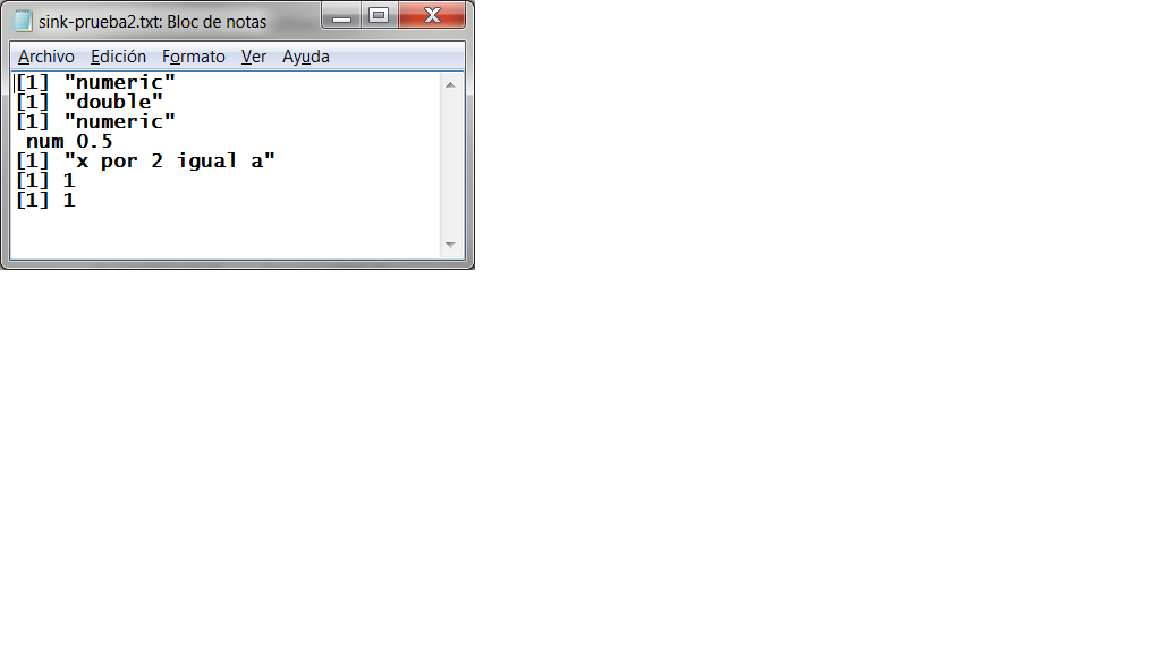 sink-prueba2.txt: Bloc de notas
Archivo Edición Formato Ver Ayuda
[1] "numeric"
[1] "double"
[1] "numeric"
 num 0.5
[1] "x por 2 igual a"
[1] 1
[1] 1